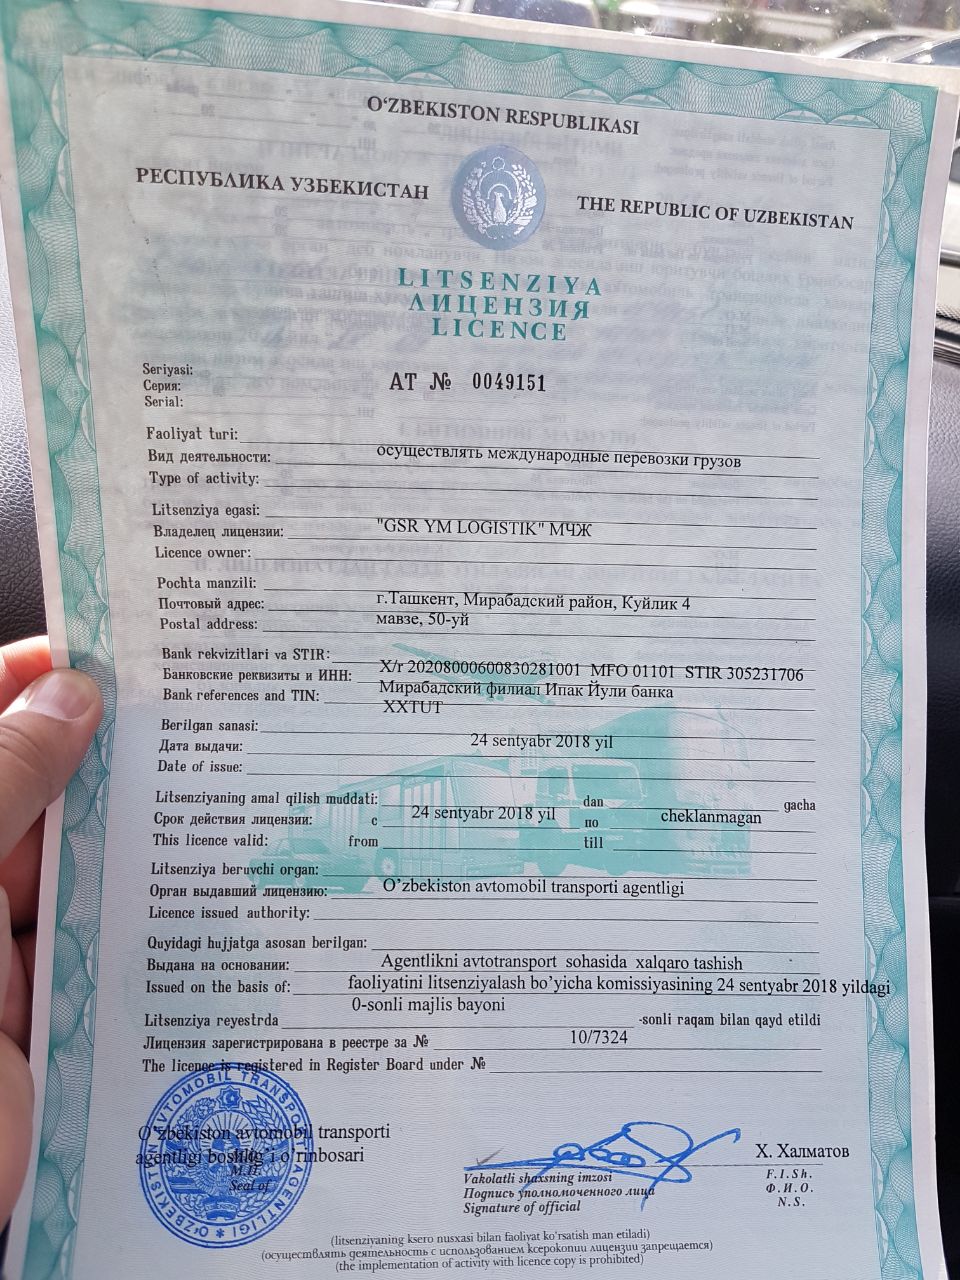 O‘ZBEKISTON RESPUBLIKASI
РЕСПУБЛИКА УЗБЕКИСТАН
THE REPUBLIC OF UZBEKISTAN
LITSENZIYA
ЛИЦЕНЗИЯ
LICENCE
Seriyasi:
Серия:
Serial:
АТ № 0049151
Faoliyat turi:
Вид деятельности: осуществлять международные перевозки грузов
Type of activity:
Litsenziya egasi:
Владелец лицензии: "GSR YM LOGISTIK" МЧЖ
Licence owner:
Pochta manzili:
Почтовый адрес: г.Ташкент, Мирабадский район, Куйлик 4
Postal address: мавзе, 50-уй
Bank rekvizitlari va STIR:
Банковские реквизиты и ИНН: X/r 20208000600830281001 MFO 01101 STIR 305231706
Bank references and TIN: Мирабадский филиал Ипак Йули банка
XXTUT
Berilgan sanasi:
Дата выдачи: 24 sentyabr 2018 yil
Date of issue:
Litsenziyaning amal qilish muddati: dan gacha
Срок действия лицензии: с 24 sentyabr 2018 yil по cheklanmagan
This licence valid: from till
Litsenziya beruvchi organ:
Орган выдавший лицензию: O’zbekiston avtomobil transporti agentligi
Licence issued authority:
Quyidagi hujjatga asosan berilgan:
Выдана на основании: Agentlikni avtotransport sohasida xalqaro tashish
Issued on the basis of: faoliyatini litsenziyalash bo’yicha komissiyasining 24 sentyabr 2018 yildagi
0-sonli majlis bayoni
Litsenziya reyestrda -sonli raqam bilan qayd etildi
Лицензия зарегистрирована в реестре за № 10/7324
The licence is registered in Register Board under №
O’zbekiston avtomobil transporti
agentligi boshlig’i o’rinbosari
Х. Халматов
Seal of
Vakolatli shaxsning imzosi
Подпись уполномоченного лица
Signature of official
F.I.Sh.
Ф.И.О.
N.S.
(litsenziyaning ksero nusxasi bilan faoliyat ko‘rsatish man etiladi)
(осуществлять деятельность с использованием ксерокопии лицензии запрещается)
(the implementation of activity with licence copy is prohibited)